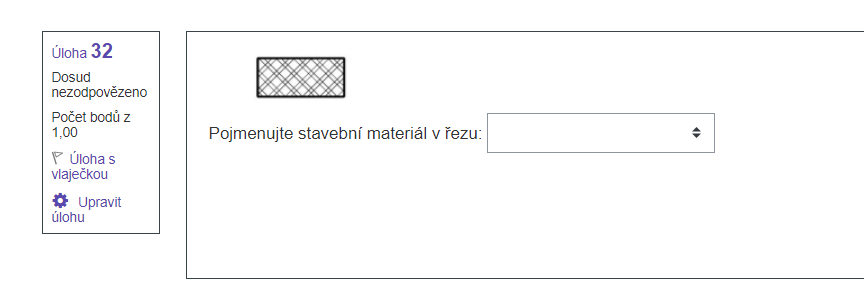 Úloha 32
Dosud
nezodpovězeno
Počet bodů z
1,00
Úloha s
vlaječkou
Upravit
úlohu
Pojmenujte stavební materiál v řezu: